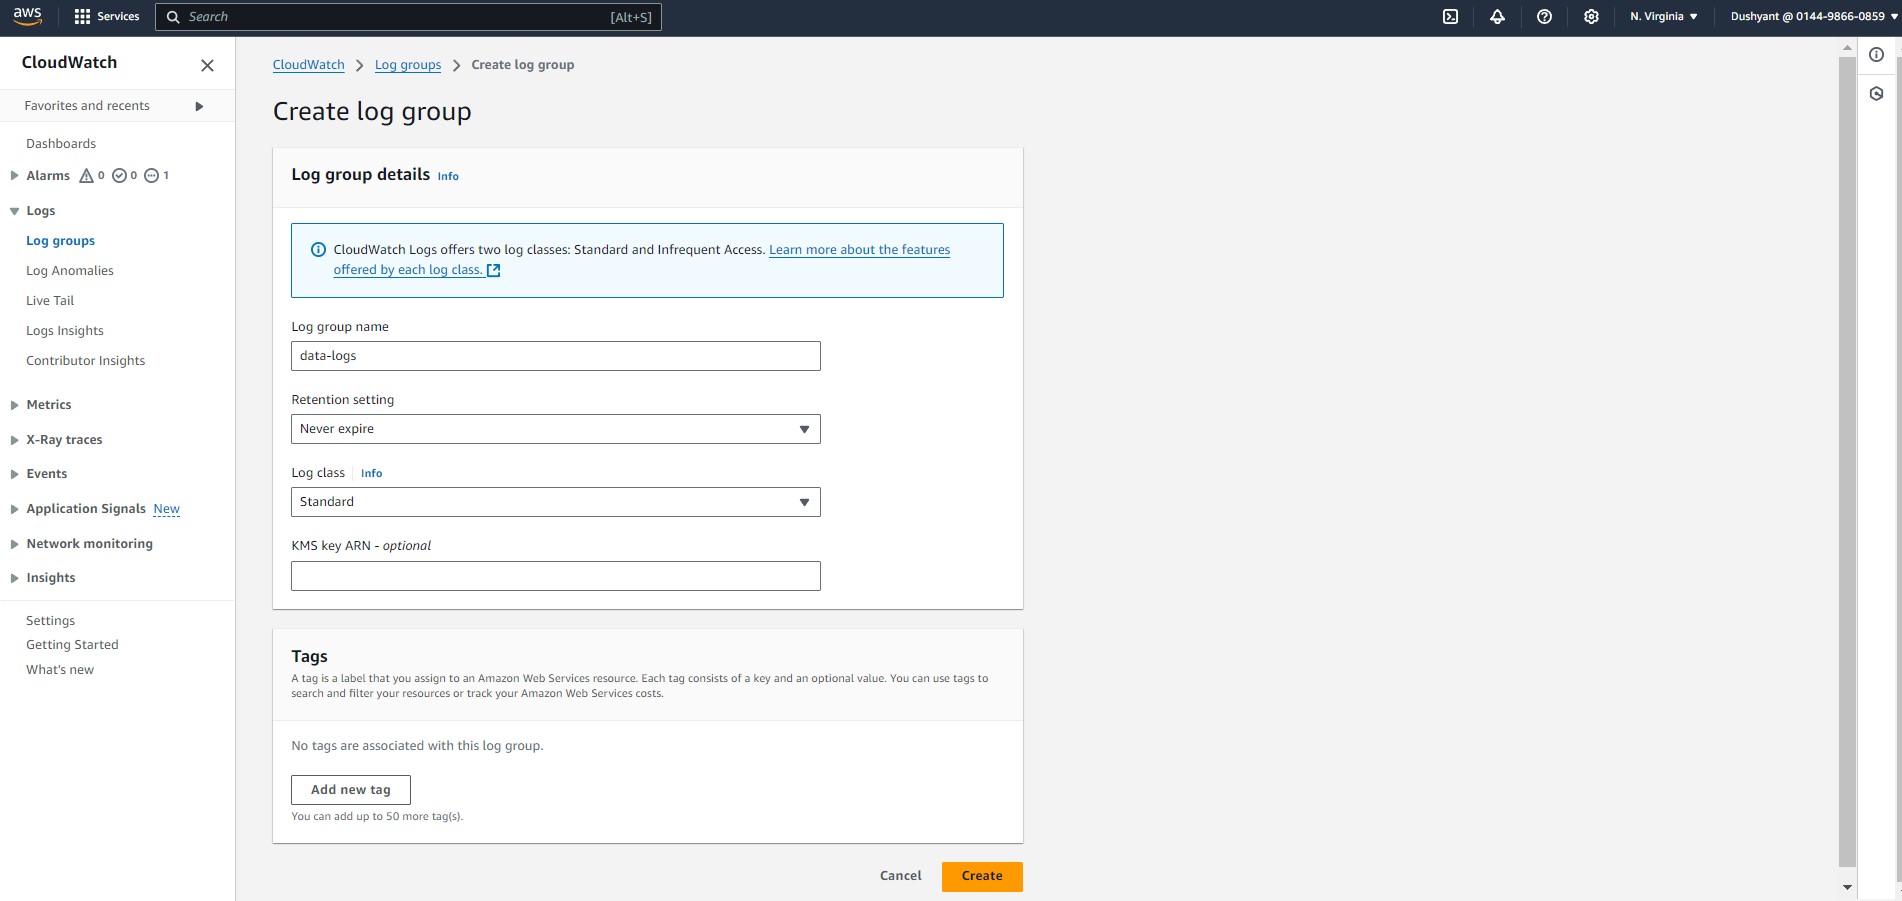 aws
Services
Search
[Alt+S]
N. Virginia
Dushyant @ 0144-9866-0859
CloudWatch
Favorites and recents
Dashboards
Alarms 0 0 1
Logs
Log groups
Log Anomalies
Live Tail
Logs Insights
Contributor Insights
Metrics
X-Ray traces
Events
Application Signals New
Network monitoring
Insights
Settings
Getting Started
What's new
CloudWatch > Log groups > Create log group
Create log group
Log group details Info
CloudWatch Logs offers two log classes: Standard and Infrequent Access. Learn more about the features
offered by each log class.
Log group name
data-logs
Retention setting
Never expire
Log class Info
Standard
KMS key ARN - optional
Tags
A tag is a label that you assign to an Amazon Web Services resource. Each tag consists of a key and an optional value. You can use tags to
search and filter your resources or track your Amazon Web Services costs.
No tags are associated with this log group.
Add new tag
You can add up to 50 more tag(s).
Cancel
Create